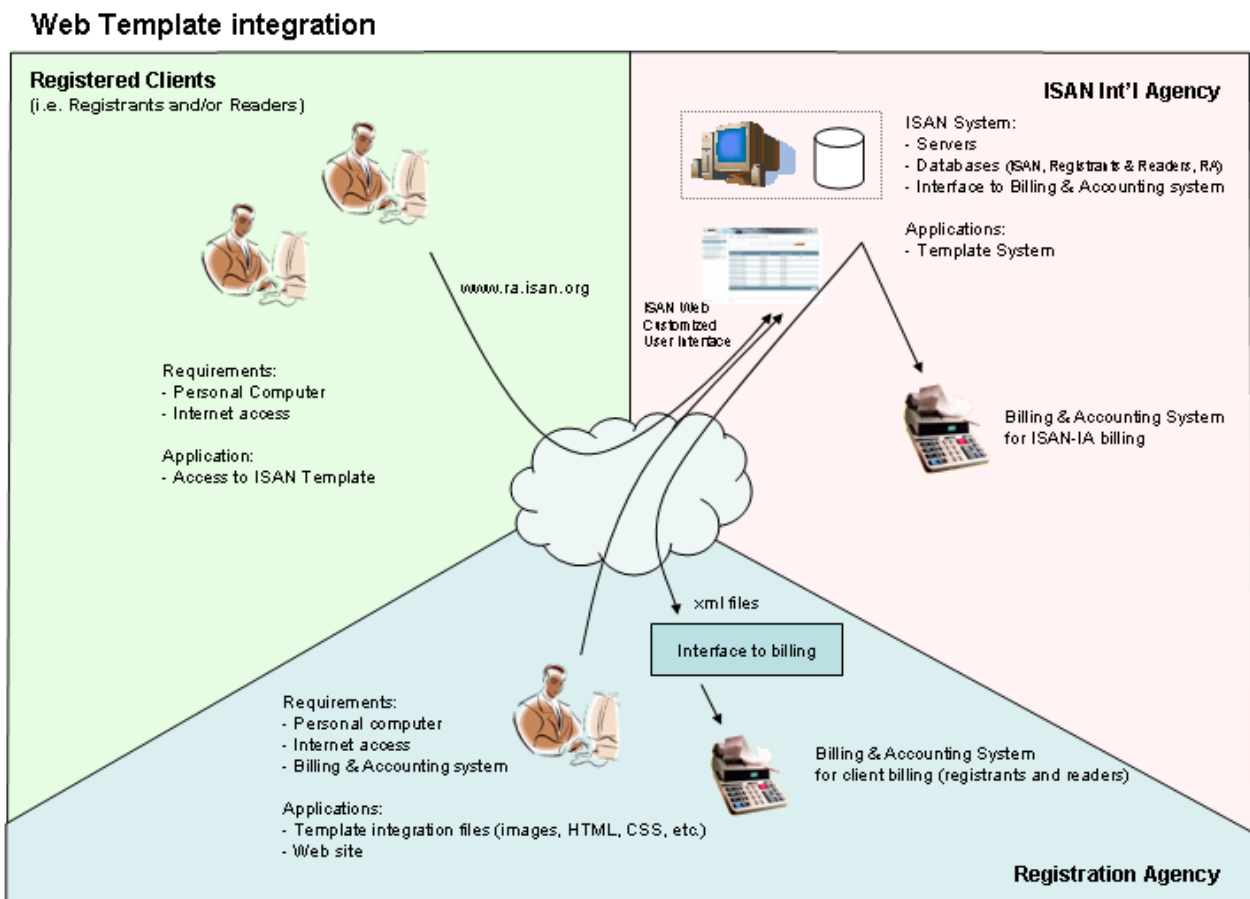 Web Template integration
Registered Clients
(i.e. Registrants and/or Readers)
www.ra.isan.org
Requirements:
- Personal Computer
- Internet access
Application:
- Access to ISAN Template
ISAN Int'l Agency
ISAN System:
- Servers
- Databases (ISAN, Registrants & Readers, RA)
- Interface to Billing & Accounting system
Applications:
- Template System
ISAN Web
Customized
User Interface
Billing & Accounting System
for ISAN-IA billing
xml files
Interface to billing
Requirements:
- Personal computer
- Internet access
- Billing & Accounting system
Applications:
- Template integration files (images, HTML, CSS, etc.)
- Web site
Billing & Accounting System
for client billing (registrants and readers)
Registration Agency